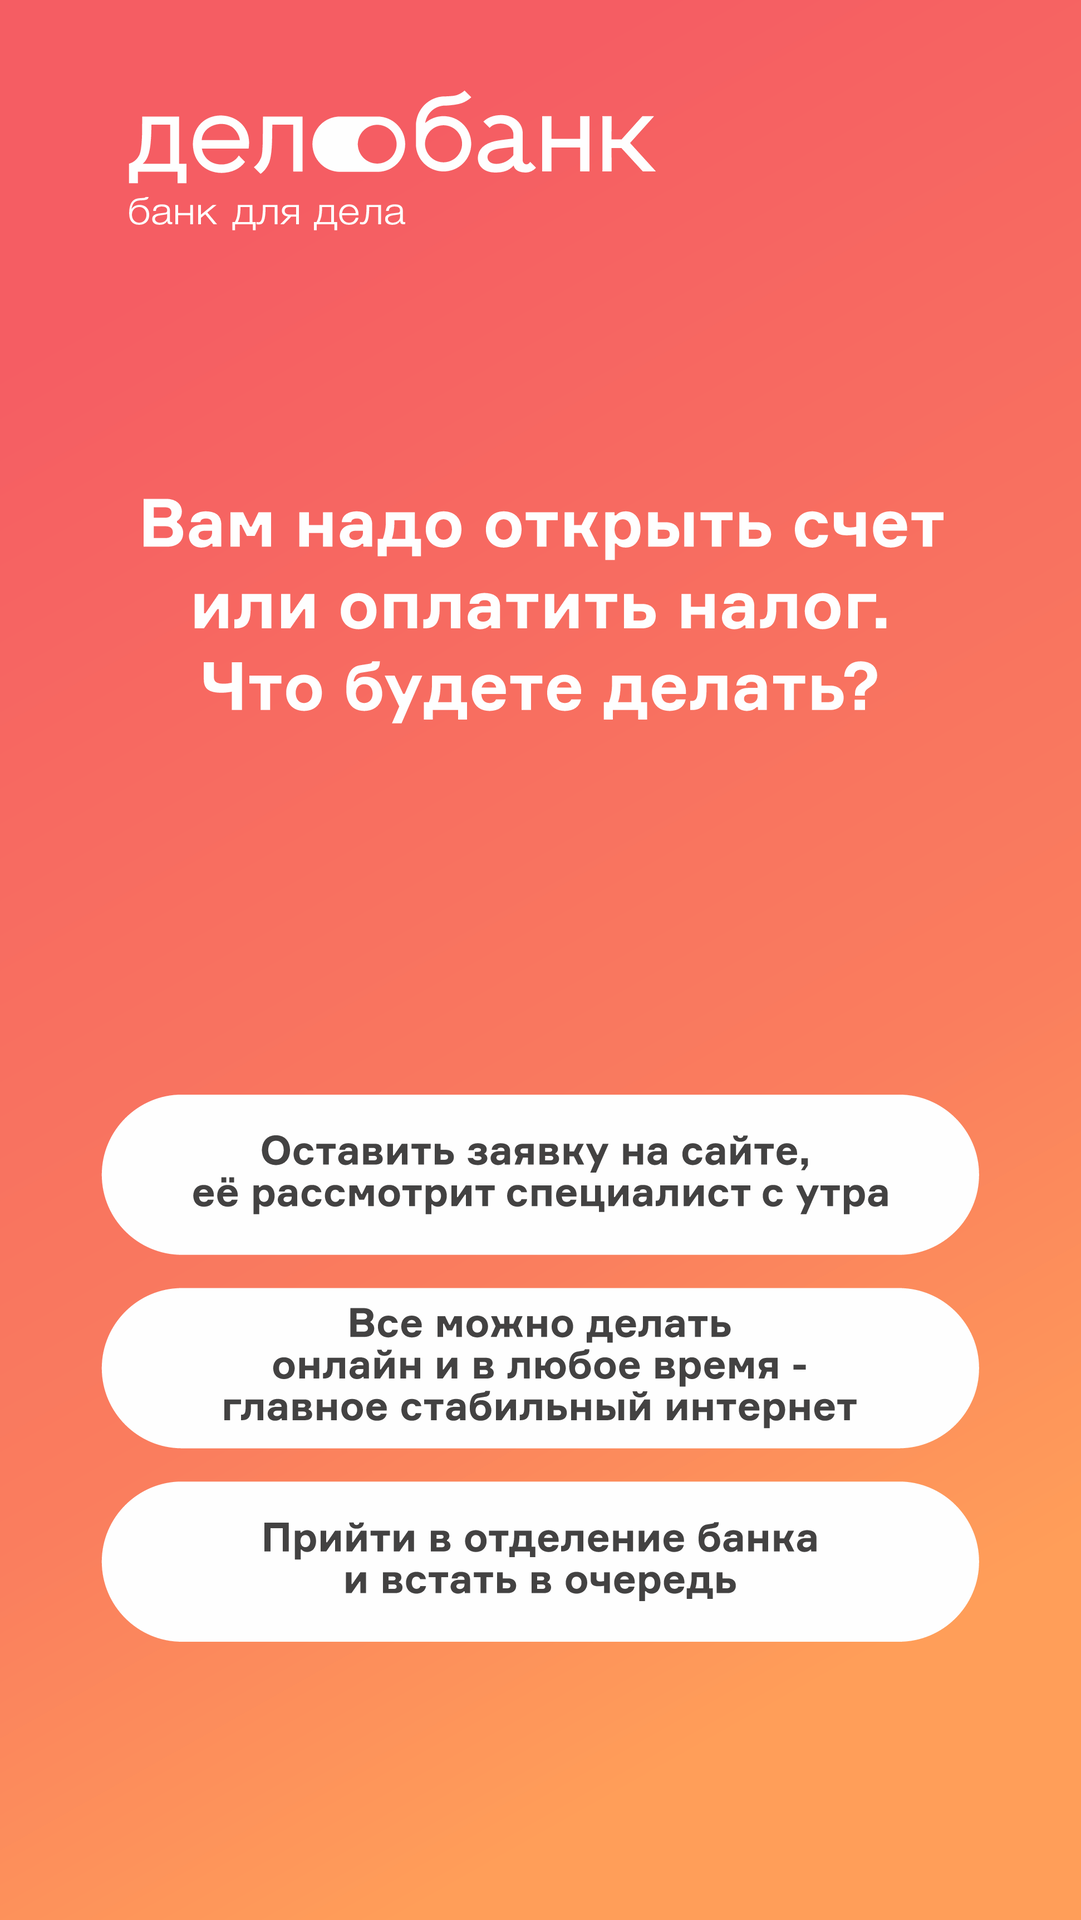 делобанк
банк для дела
Вам надо открыть счет
или оплатить налог.
Что будете делать?
Оставить заявку на сайте,
её рассмотрит специалист с утра
Все можно делать
онлайн и в любое время -
главное стабильный интернет
Прийти в отделение банка
и встать в очередь